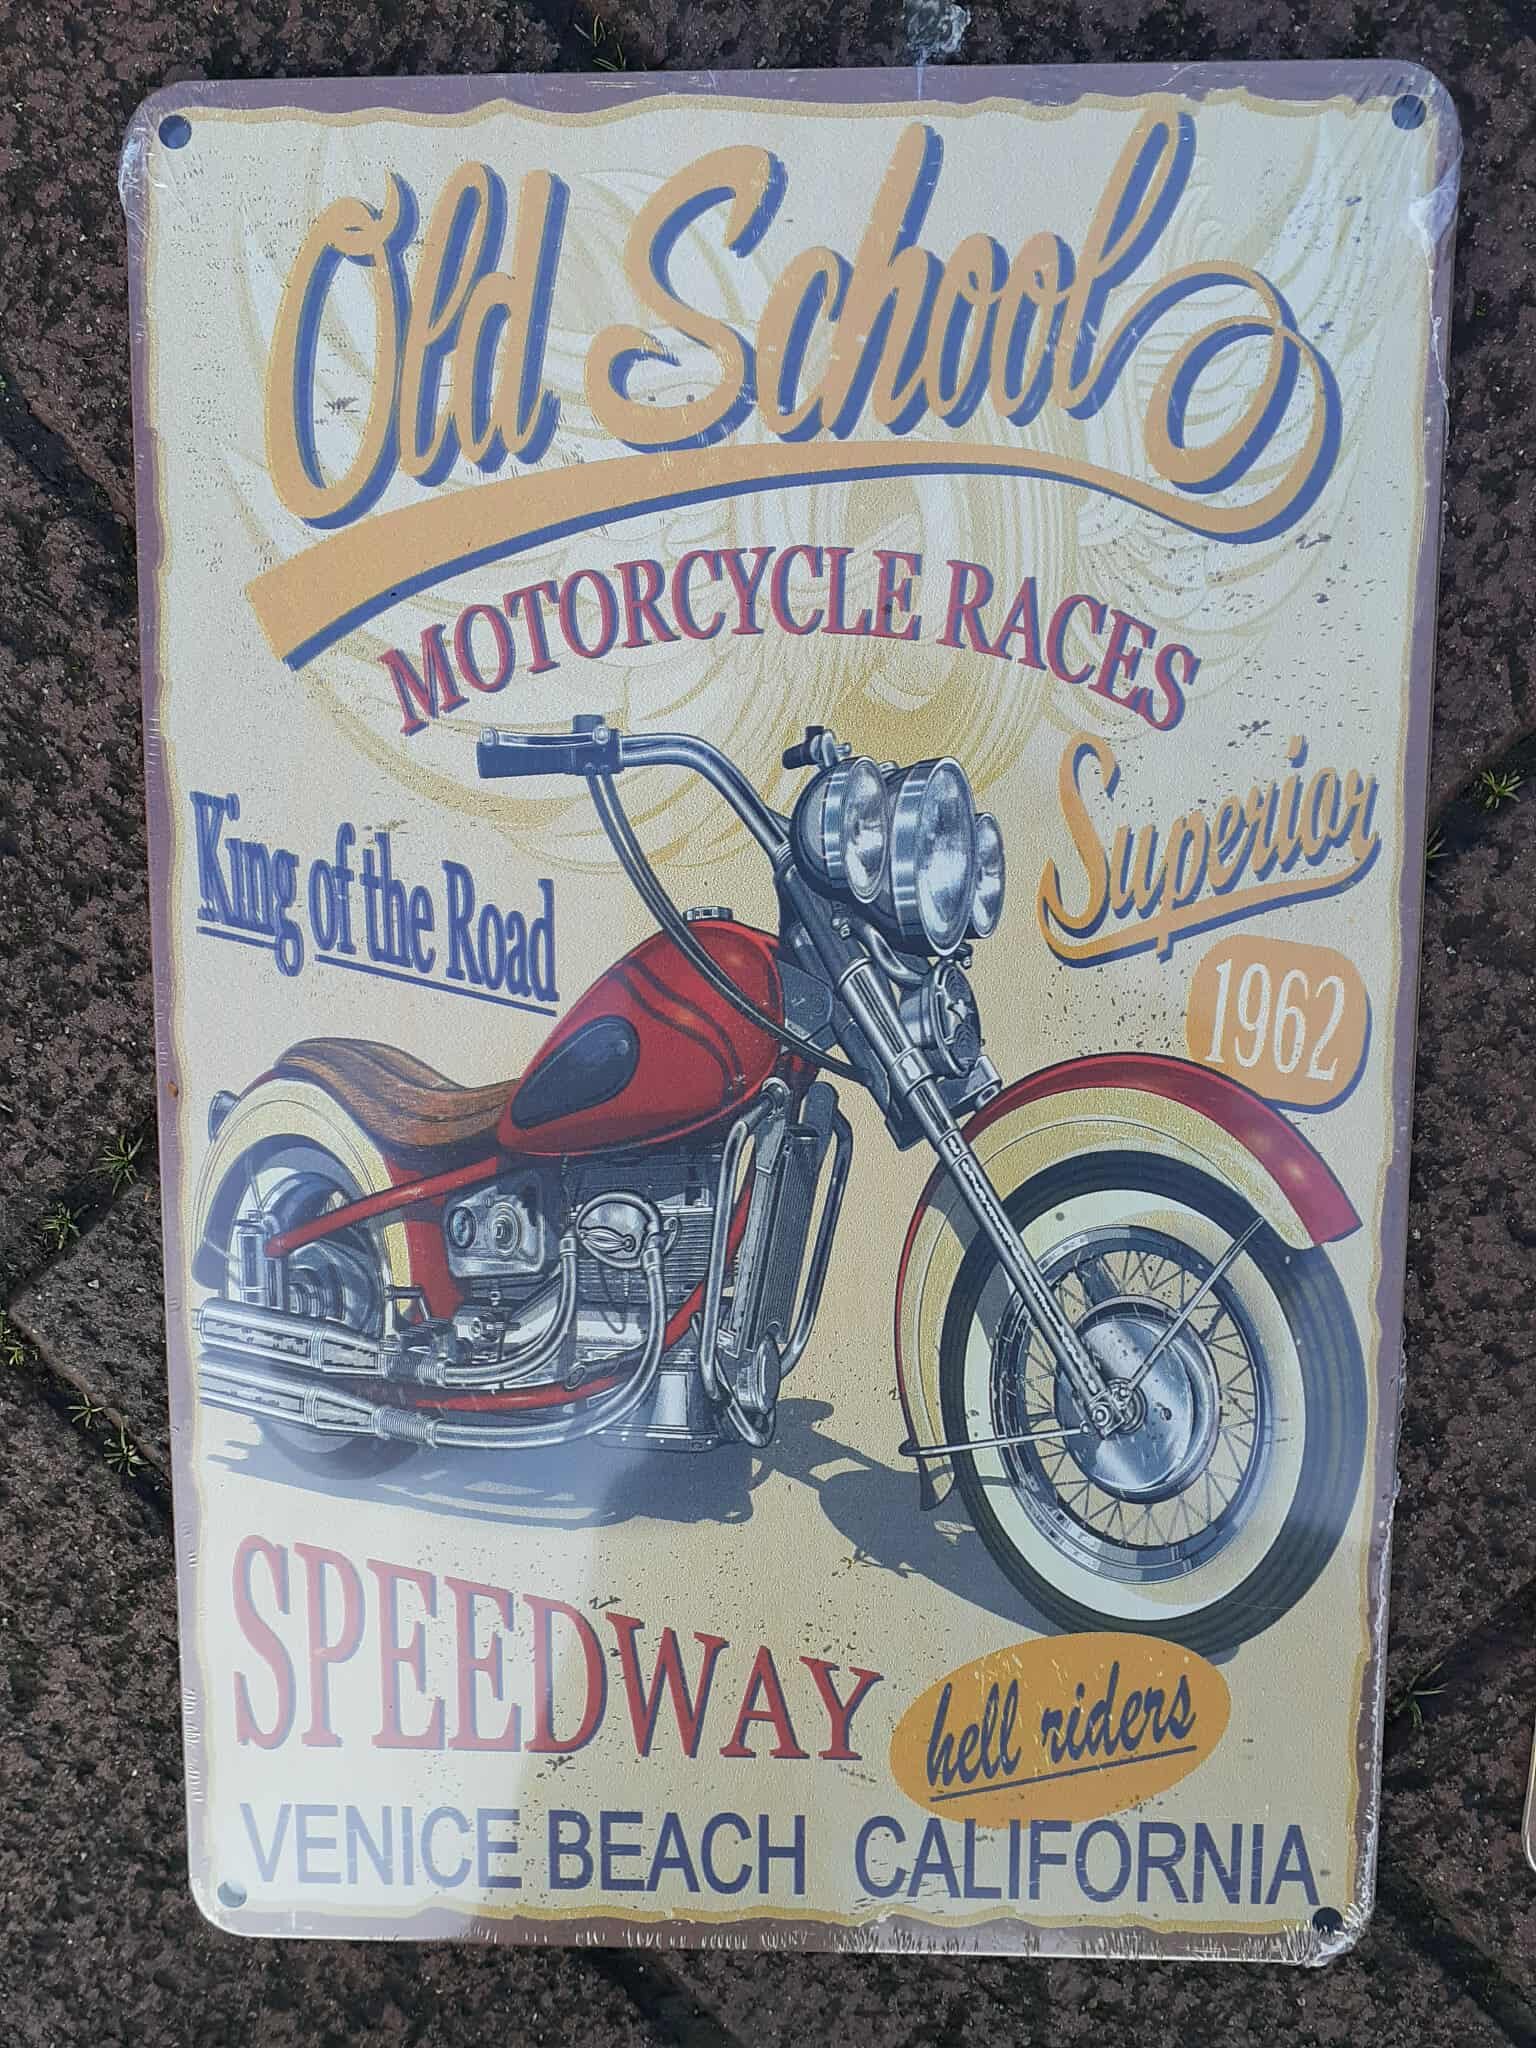 Old School
MOTORCYCLE RACES
King of the Road
Superior
1962
SPEEDWAY
hell riders
VENICE BEACH CALIFORNIA